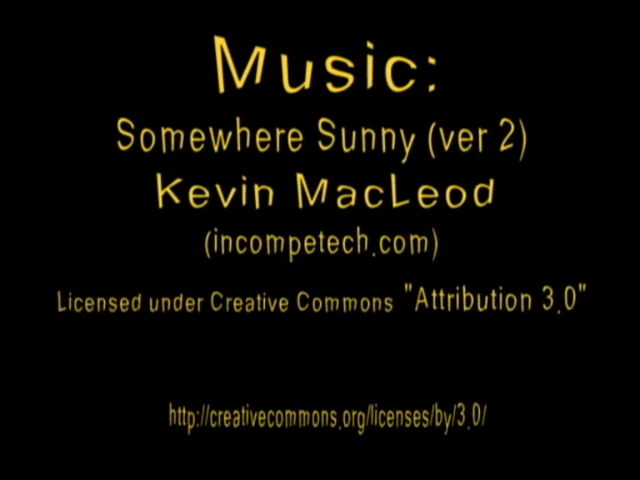 Music:
Somewhere Sunny (ver 2)
Kevin MacLeod
(incompetech.com)
Licensed under Creative Commons "Attribution 3.0"
http://creativecommons.org/licenses/by/3.0/